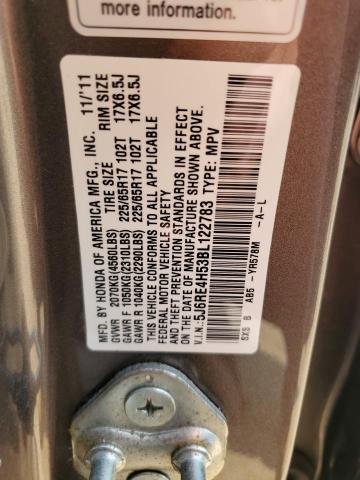 more information.
MFD. BY HONDA OF AMERICA MFG., INC. 11/'11
TIRE SIZE RIM SIZE
GVWR 2070KG(4560LBS)
GAWR F 1050KG(2310LBS) 225/65R17 102T 17X6.5J
GAWR R 1040KG(2290LBS) 225/65R17 102T 17X6.5J
THIS VEHICLE CONFORMS TO ALL APPLICABLE
FEDERAL MOTOR VEHICLE SAFETY
AND THEFT PREVENTION STANDARDS IN EFFECT
ON THE DATE OF MANUFACTURE SHOWN ABOVE.
V.I.N.: 5J6RE4H53BL122783 TYPE: MPV
SXS B AB5 -YR578M -A-L